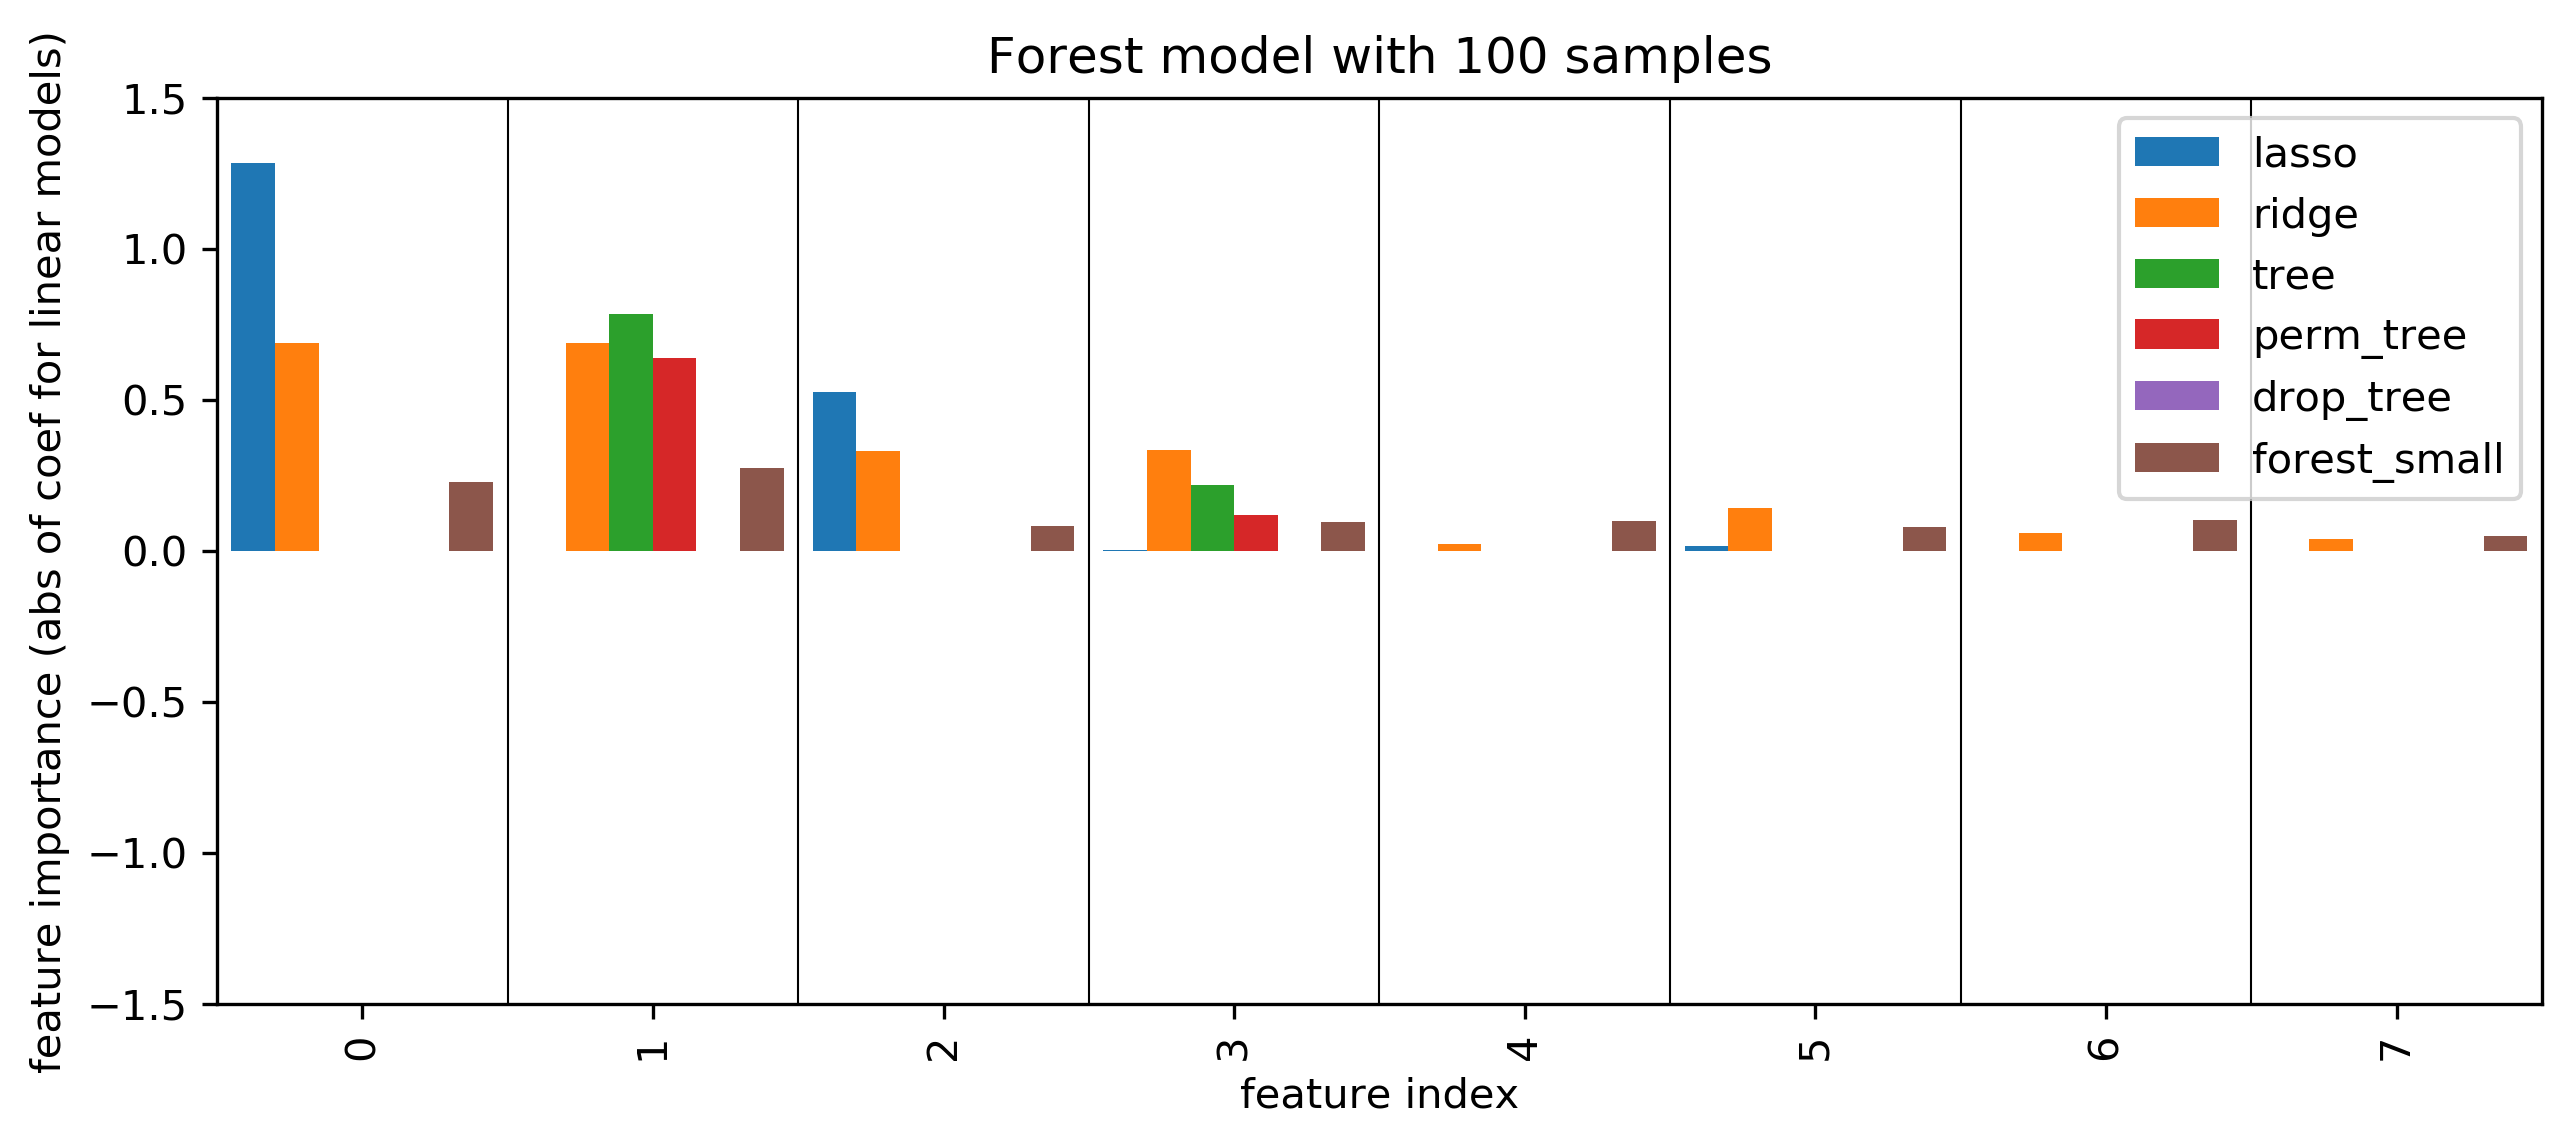 Forest model with 100 samples
feature importance (abs of coef for linear models)
1.5
1.0
0.5
0.0
−0.5
−1.0
−1.5
lasso
ridge
tree
perm_tree
drop_tree
forest_small
0
1
2
3
4
5
6
7
feature index